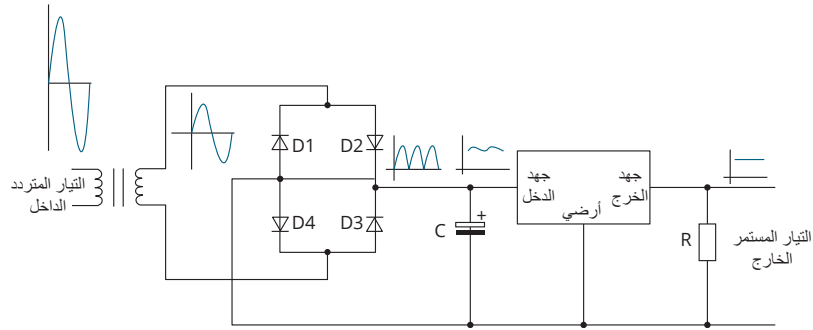 التيار المتردد
الداخل
D1
D2
D4
D3
C
+
جهد
الدخل
جهد
الخرج
أرضي
R
التيار المستمر
الخارج